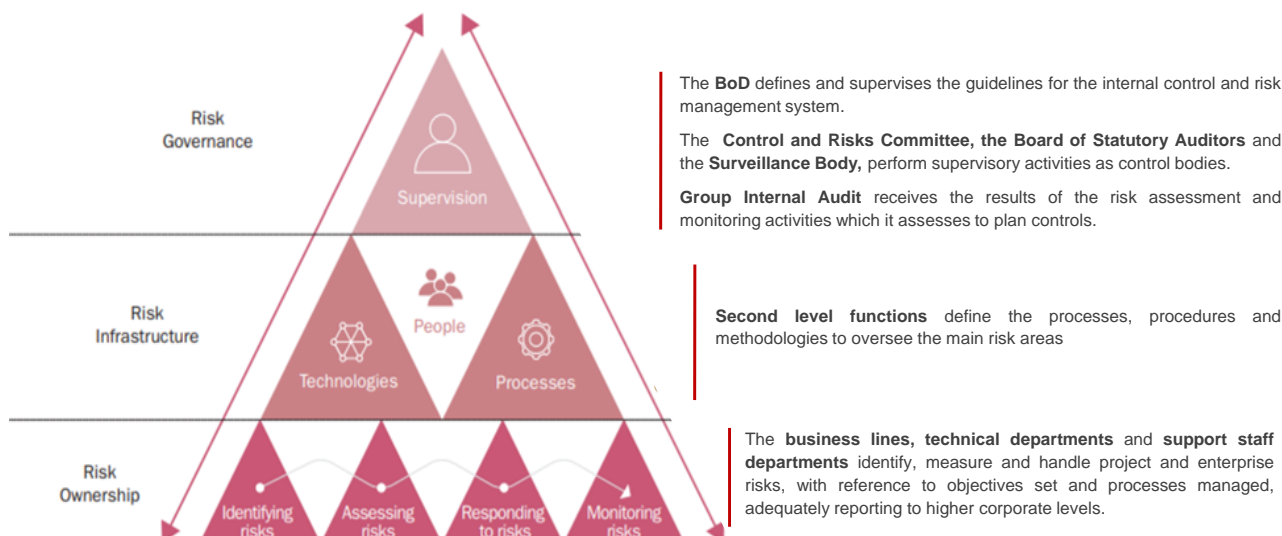 Risk
Governance
Supervision
The BoD defines and supervises the guidelines for the internal control and risk
management system.
The Control and Risks Committee, the Board of Statutory Auditors and
the Surveillance Body, perform supervisory activities as control bodies.
Group Internal Audit receives the results of the risk assessment and
monitoring activities which it assesses to plan controls.
Risk
Infrastructure
People
Technologies
Processes
Second level functions define the processes, procedures and
methodologies to oversee the main risk areas
Risk
Ownership
Identifying
risks
Assessing
risks
Responding
to risks
Monitoring
risks
The business lines, technical departments and support staff
departments identify, measure and handle project and enterprise
risks, with reference to objectives set and processes managed,
adequately reporting to higher corporate levels.